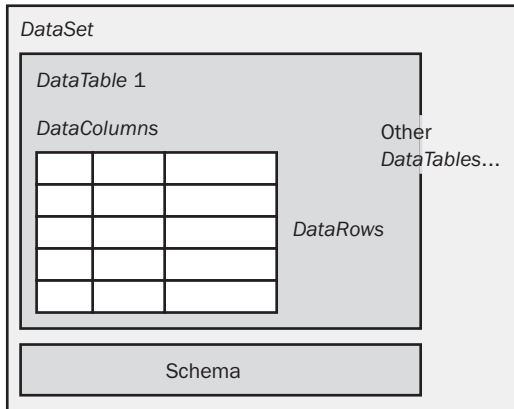 DataSet
DataTable 1
DataColumns
Other
DataTables...
DataRows
Schema